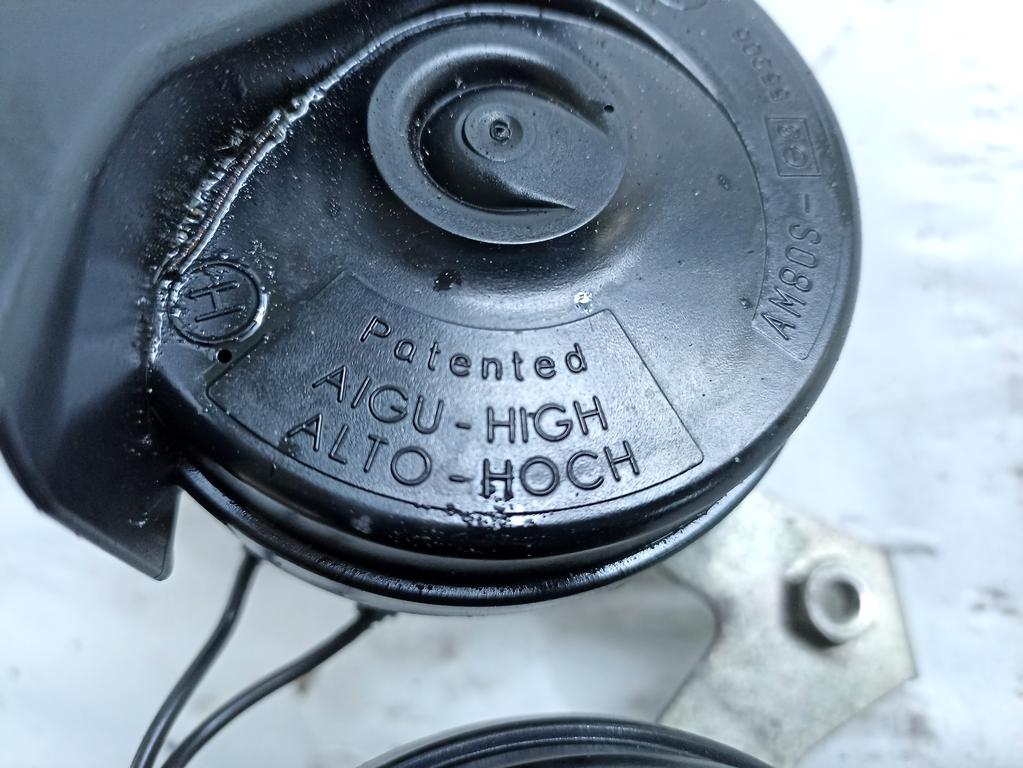 Patented
AIGU - HIGH
ALTO - HOCH
H
AM80S-